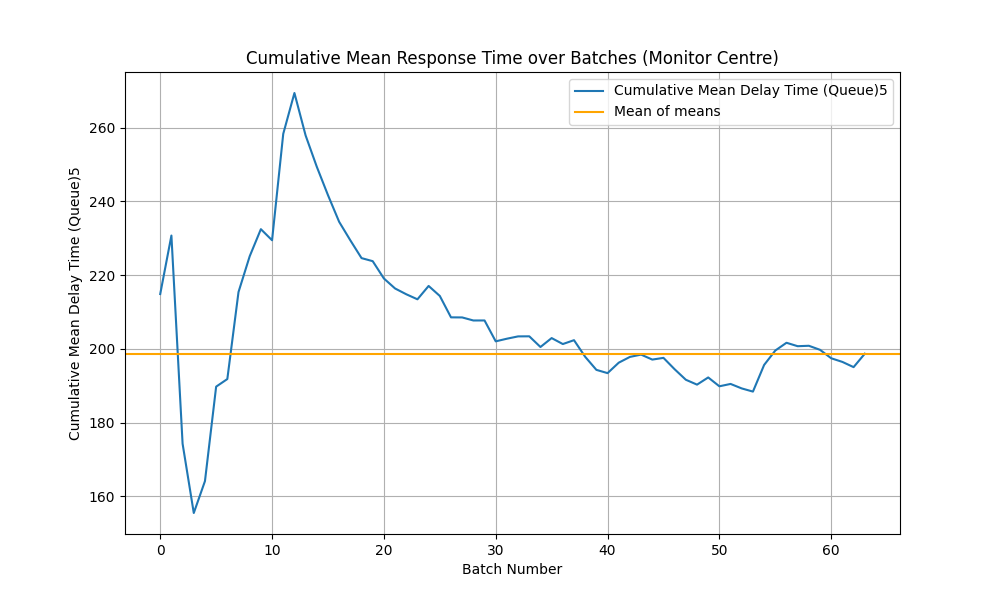 Cumulative Mean Response Time over Batches (Monitor Centre)
Cumulative Mean Delay Time (Queue)5
Mean of means
Cumulative Mean Delay Time (Queue)5
260
240
220
200
180
160
0 10 20 30 40 50 60
Batch Number